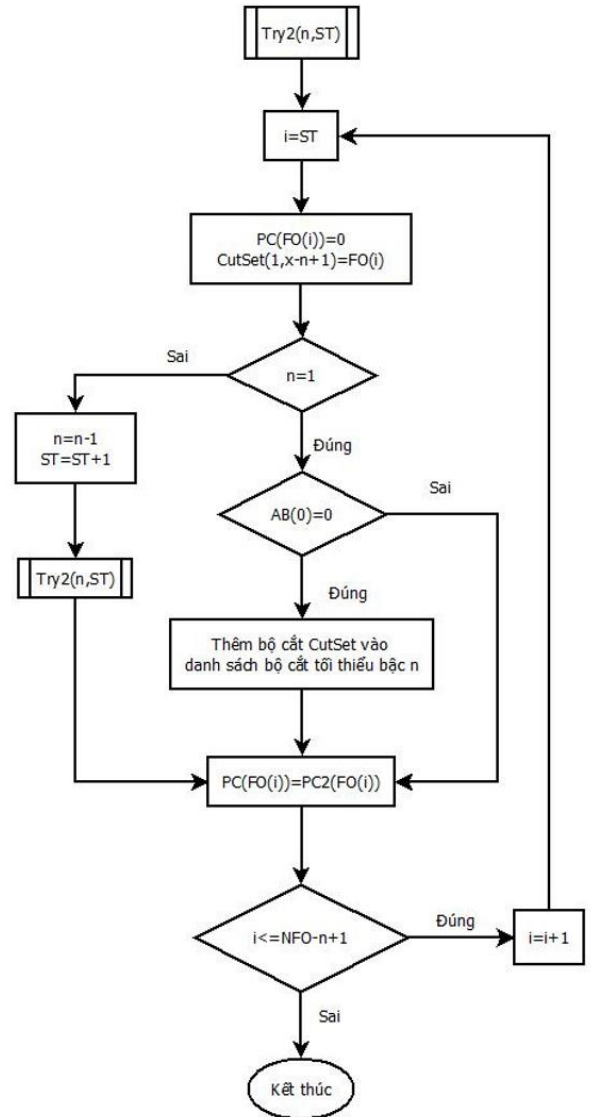 Try2(n,ST)
i=ST
PC(FO(i))=0
CutSet(1,x-n+1)=FO(i)
n=1
Sai
n=n-1
ST=ST+1
Try2(n,ST)
Đúng
AB(0)=0
Sai
Đúng
Thêm bộ cắt CutSet vào
danh sách bộ cắt tối thiểu bậc n
PC(FO(i))=PC2(FO(i))
i<=NFO-n+1
Đúng
i=i+1
Sai
Kết thúc